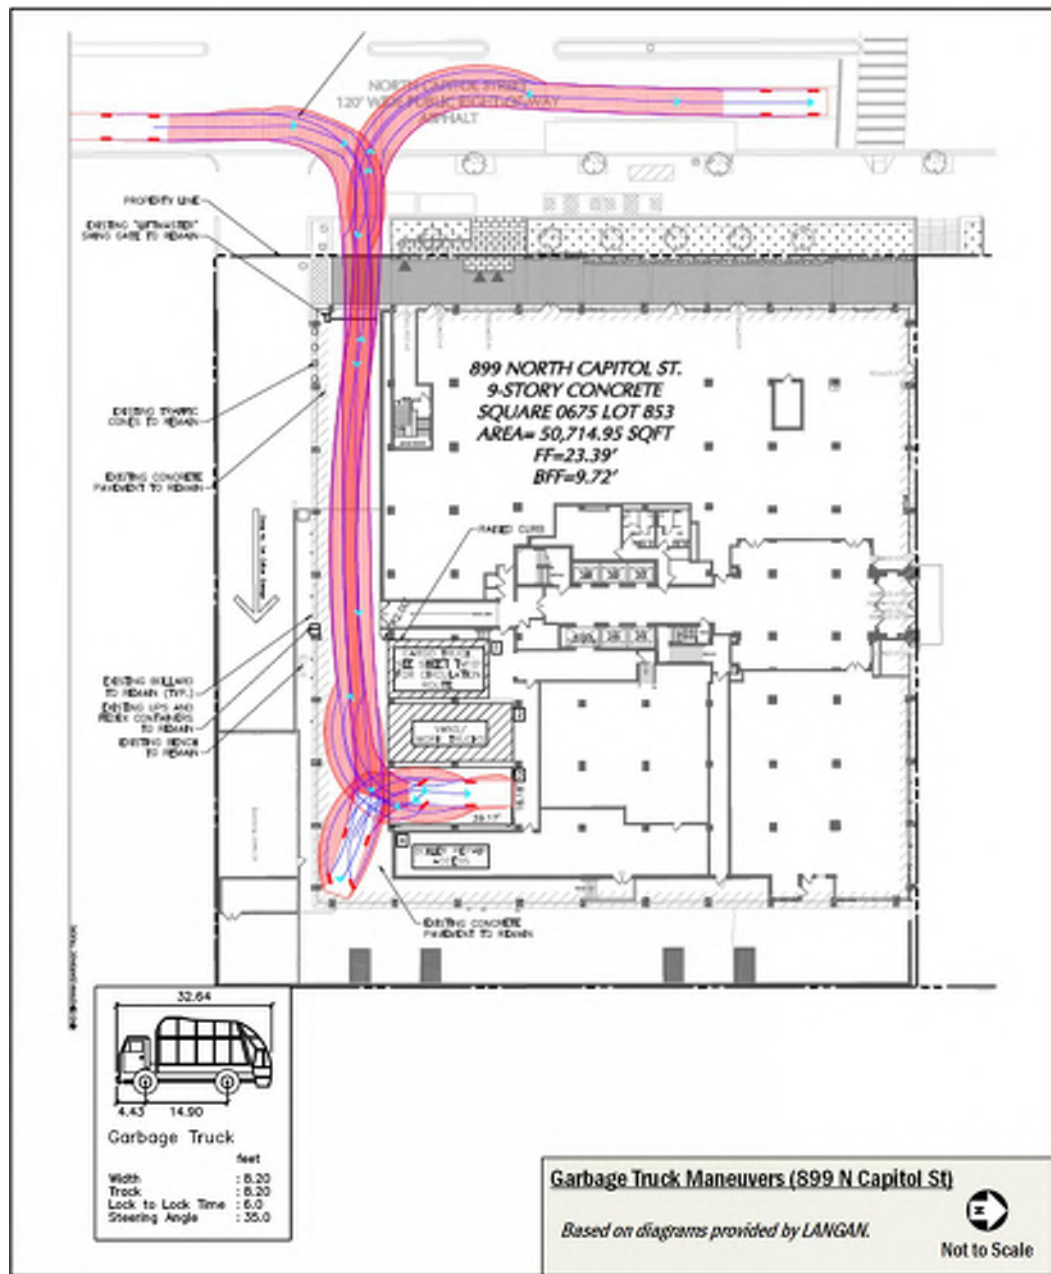 NORTH CAPITOL STREET
120' WIDE PUBLIC RIGHT-OF-WAY
ASPHALT
PROPERTY LINE
SWING GATE TO REMAIN
EXISTING TRAFFIC
CONES TO REMAIN
EXISTING CONCRETE
PAVEMENT TO REMAIN
899 NORTH CAPITOL ST.
9-STORY CONCRETE
SQUARE 0675 LOT 853
AREA= 50,714.95 SQFT
FF=23.39'
BFF=9.72'
RAISED CURB
EXISTING BOLLARD
TO REMAIN (TYP.)
EXISTING UPS AND
FEDEX CONTAINERS
TO REMAIN
EXISTING BENCH
TO REMAIN
EXISTING CONCRETE
PAVEMENT TO REMAIN
32.64
4.43 14.90
Garbage Truck
feet
Width : 8.20
Track : 8.20
Lock to Lock Time : 6.0
Steering Angle : 35.0
Garbage Truck Maneuvers (899 N Capitol St)
Based on diagrams provided by LANGAN.
N
Not to Scale